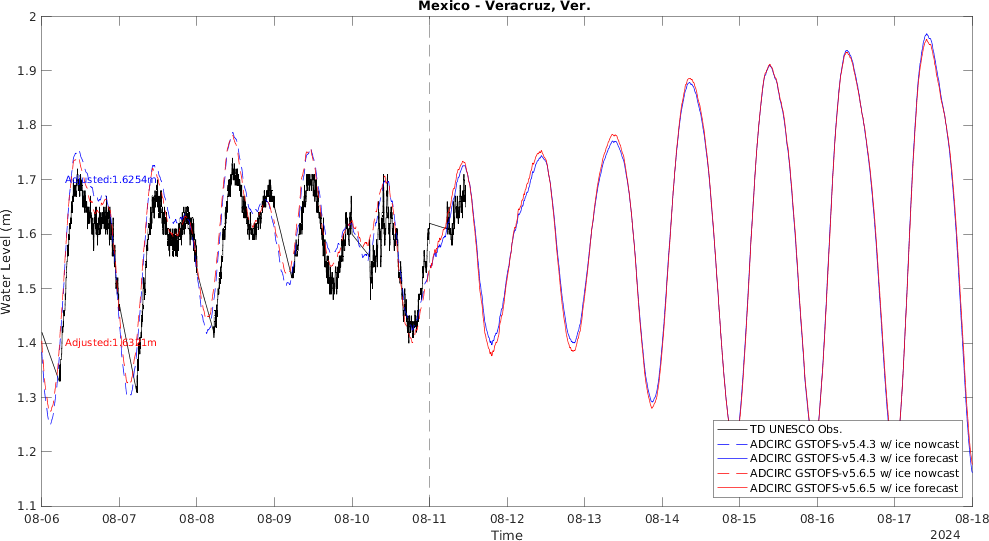 Mexico - Veracruz, Ver.
2
1.9
1.8
1.7
1.6
1.5
1.4
1.3
1.2
1.1
Water Level (m)
Adjusted:1.6254m
TD UNESCO Obs.
ADCIRC GSTOFS-v5.4.3 w/ ice nowcast
ADCIRC GSTOFS-v5.4.3 w/ ice forecast
ADCIRC GSTOFS-v5.6.5 w/ ice nowcast
ADCIRC GSTOFS-v5.6.5 w/ ice forecast
08-06 08-07 08-08 08-09 08-10 08-11 08-12 08-13 08-14 08-15 08-16 08-17 08-18
Time
2024